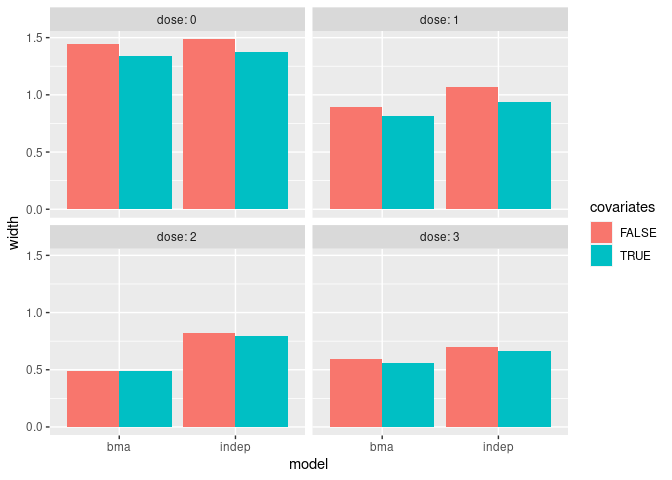 dose: 0
dose: 1
1.5
1.0
0.5
0.0
dose: 2
dose: 3
1.5
1.0
0.5
0.0
bma
indep
bma
indep
model
width
covariates
FALSE
TRUE